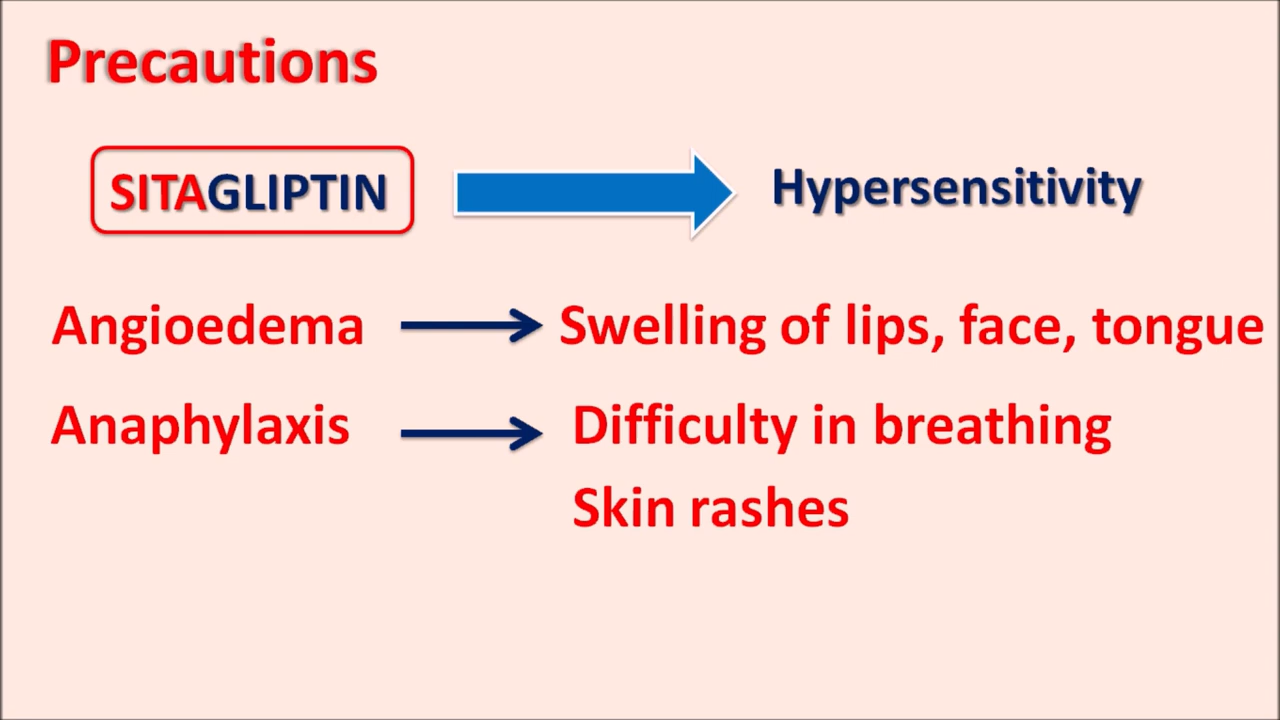 Precautions
SITAGLIPTIN Hypersensitivity
Angioedema Swelling of lips, face, tongue
Anaphylaxis Difficulty in breathing
Skin rashes